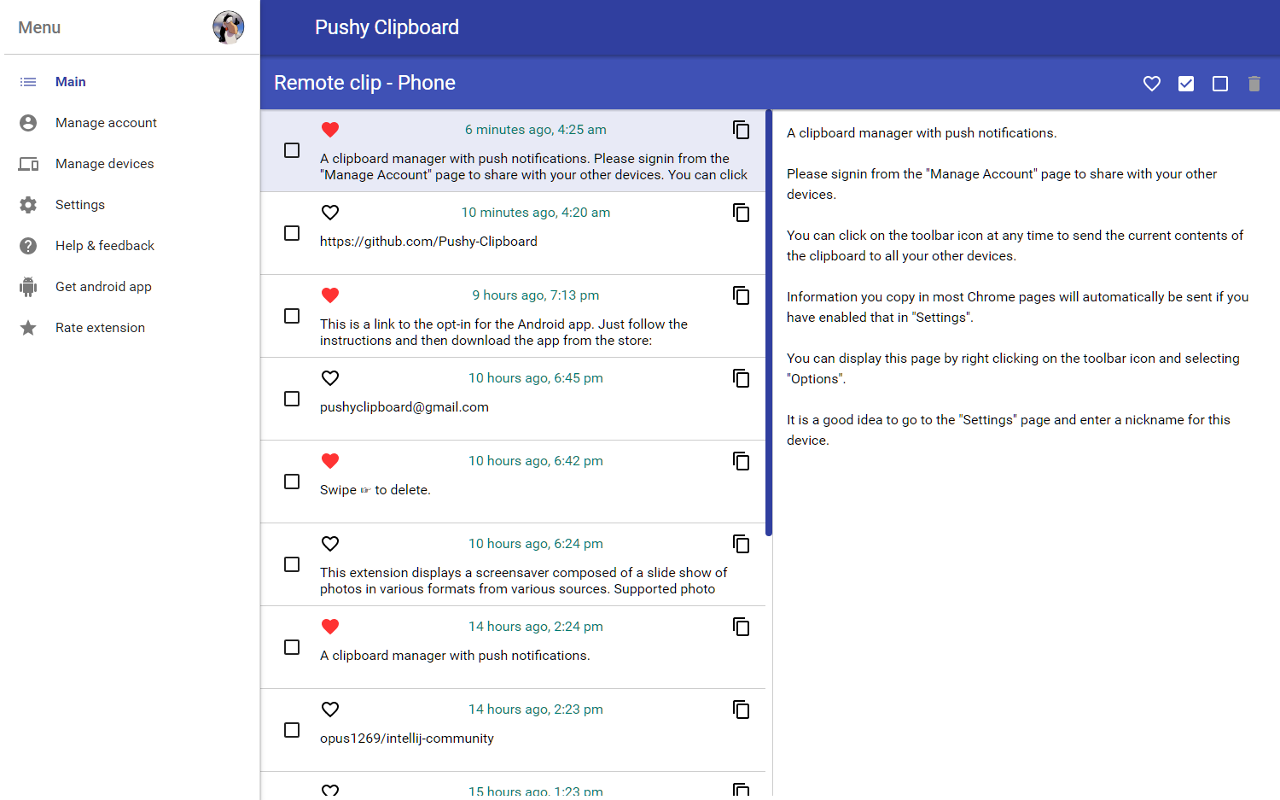 Menu
Main
Manage account
Manage devices
Settings
Help & feedback
Get android app
Rate extension
Pushy Clipboard
Remote clip - Phone
6 minutes ago, 4:25 am
A clipboard manager with push notifications. Please signin from the
"Manage Account" page to share with your other devices. You can click
10 minutes ago, 4:20 am
https://github.com/Pushy-Clipboard
9 hours ago, 7:13 pm
This is a link to the opt-in for the Android app. Just follow the
instructions and then download the app from the store:
10 hours ago, 6:45 pm
pushyclipboard@gmail.com
10 hours ago, 6:42 pm
Swipe ☞ to delete.
10 hours ago, 6:24 pm
This extension displays a screensaver composed of a slide show of
photos in various formats from various sources. Supported photo
14 hours ago, 2:24 pm
A clipboard manager with push notifications.
14 hours ago, 2:23 pm
opus1269/intellij-community
15 hours ago, 1:23 pm
A clipboard manager with push notifications.
Please signin from the "Manage Account" page to share with your other
devices.
You can click on the toolbar icon at any time to send the current contents of
the clipboard to all your other devices.
Information you copy in most Chrome pages will automatically be sent if you
have enabled that in "Settings".
You can display this page by right clicking on the toolbar icon and selecting
"Options".
It is a good idea to go to the "Settings" page and enter a nickname for this
device.